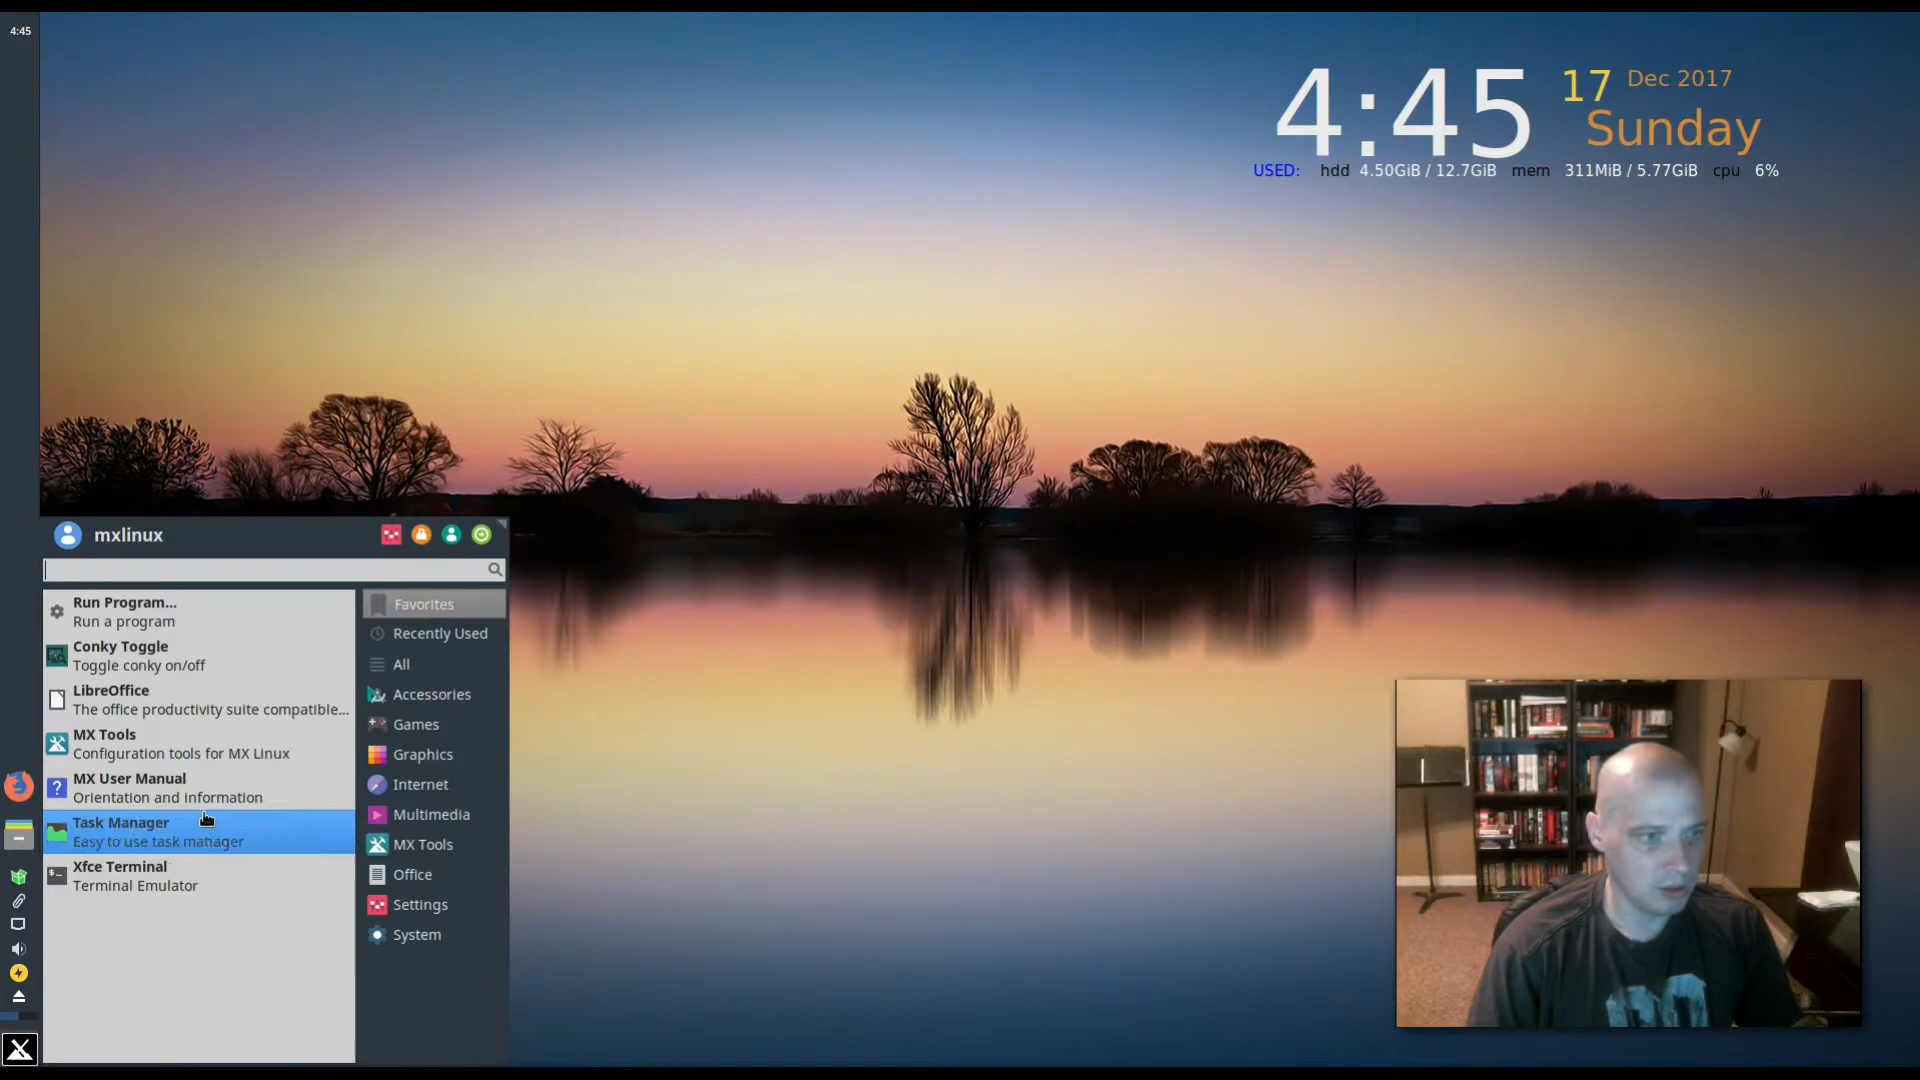 4:45
4:45
17 Dec 2017
Sunday
USED: hdd 4.50GiB / 12.7GiB mem 311MiB / 5.77GiB cpu 6%
mxlinux
Run Program...
Run a program
Conky Toggle
Toggle conky on/off
LibreOffice
The office productivity suite compatible...
MX Tools
Configuration tools for MX Linux
MX User Manual
Orientation and information
Task Manager
Easy to use task manager
Xfce Terminal
Terminal Emulator
Favorites
Recently Used
All
Accessories
Games
Graphics
Internet
Multimedia
MX Tools
Office
Settings
System